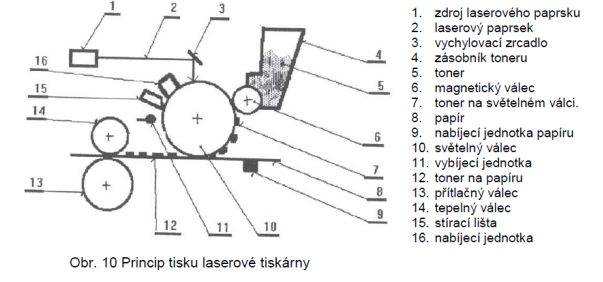 1
2
3
4
5
6
7
8
9
10
11
12
13
14
15
16
1. zdroj laserového paprsku
2. laserový paprsek
3. vychylovací zrcadlo
4. zásobník toneru
5. toner
6. magnetický válec
7. toner na světelném válci.
8. papír
9. nabíjecí jednotka papíru
10. světelný válec
11. vybíjecí jednotka
12. toner na papíru
13. přítlačný válec
14. tepelný válec
15. stírací lišta
16. nabíjecí jednotka
Obr. 10 Princip tisku laserové tiskárny